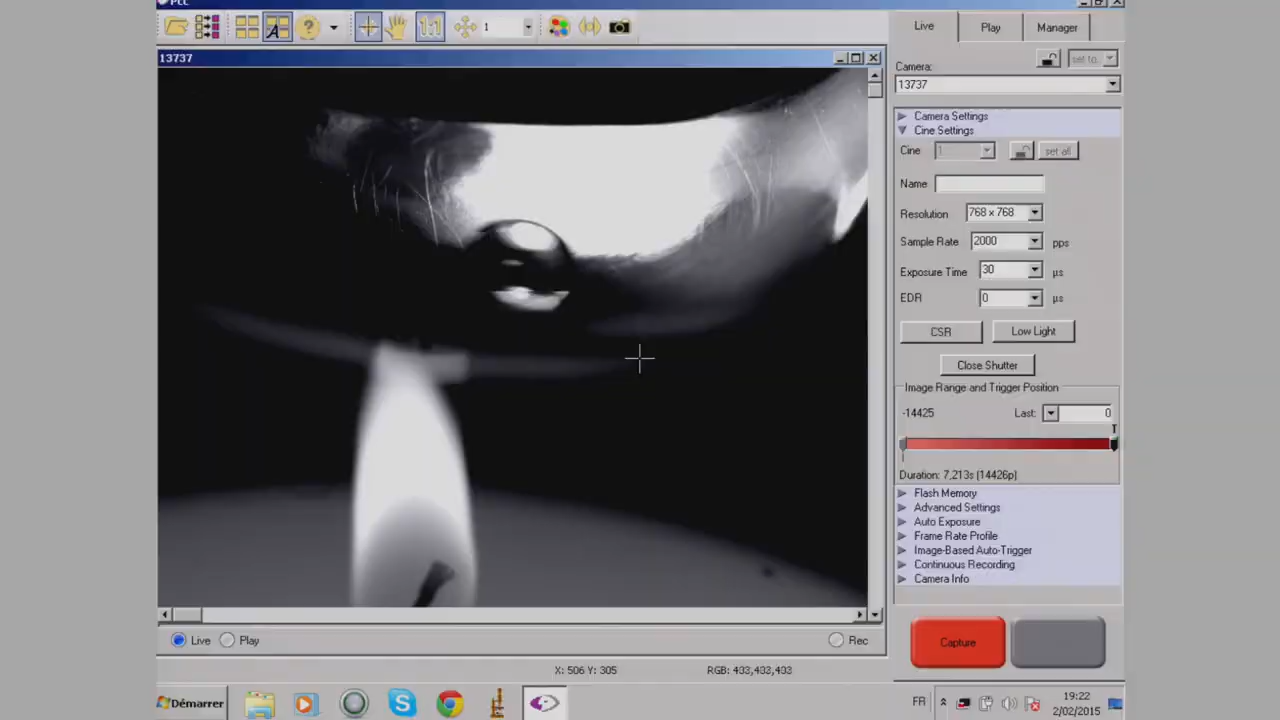 PCC
1
Live
Play
Manager
13737
Camera:
set to.
13737
Camera Settings
Cine Settings
Cine
1
set all
Name
Resolution
768 x 768
Sample Rate
2000
pps
Exposure Time
30
µs
EDR
0
µs
CSR
Low Light
Close Shutter
Image Range and Trigger Position
-14425
Last:
0
T
Duration: 7,213s (14426p)
Flash Memory
Advanced Settings
Auto Exposure
Frame Rate Profile
Image-Based Auto-Trigger
Continuous Recording
Camera Info
Live
Play
Rec
Capture
X: 506 Y: 305
RGB: 403,403,403
Démarrer
FR
19:22
2/02/2015